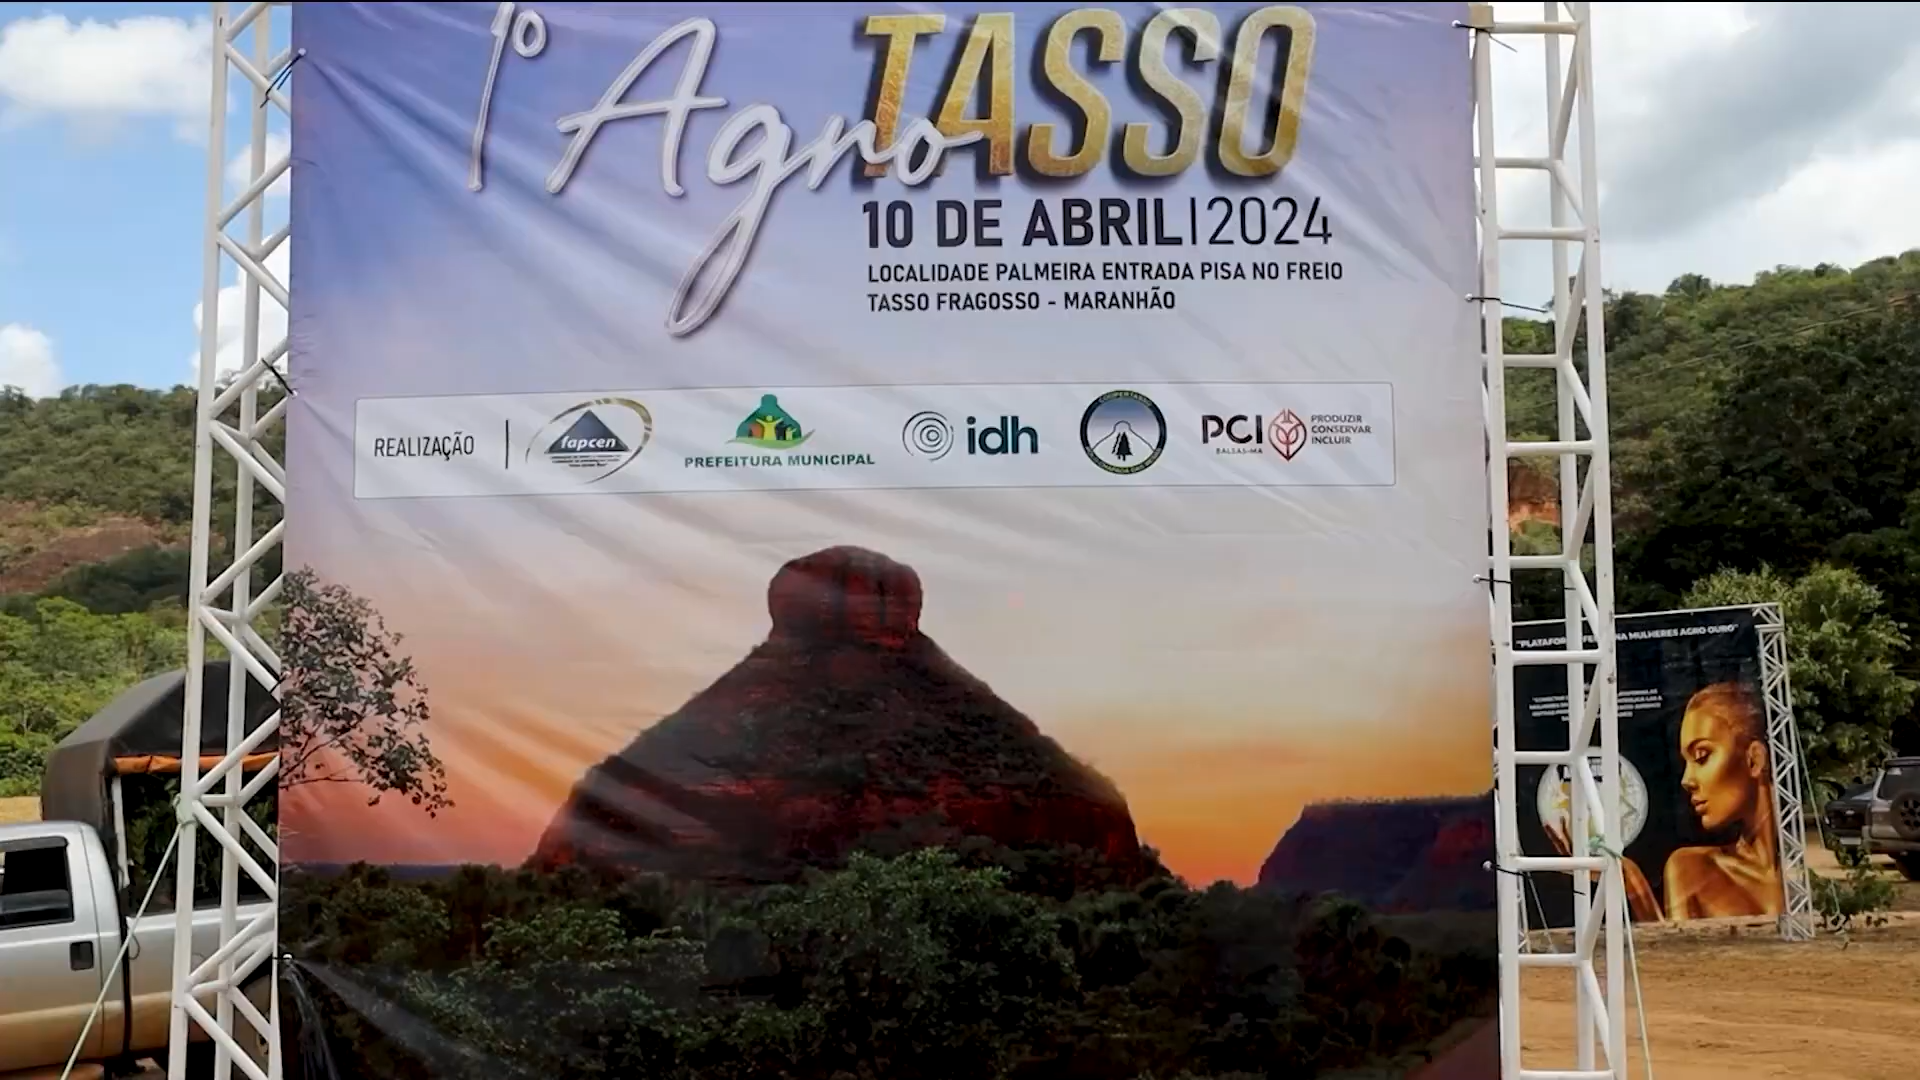 1º Agro TASSO
10 DE ABRIL|2024
LOCALIDADE PALMEIRA ENTRADA PISA NO FREIO
TASSO FRAGOSSO - MARANHÃO
REALIZAÇÃO
fapcen
PREFEITURA MUNICIPAL
idh
COOPERTASSO
PCI
BALSAS-MA
PRODUZIR
CONSERVAR
INCLUIR
MULHERES AGRO OURO"